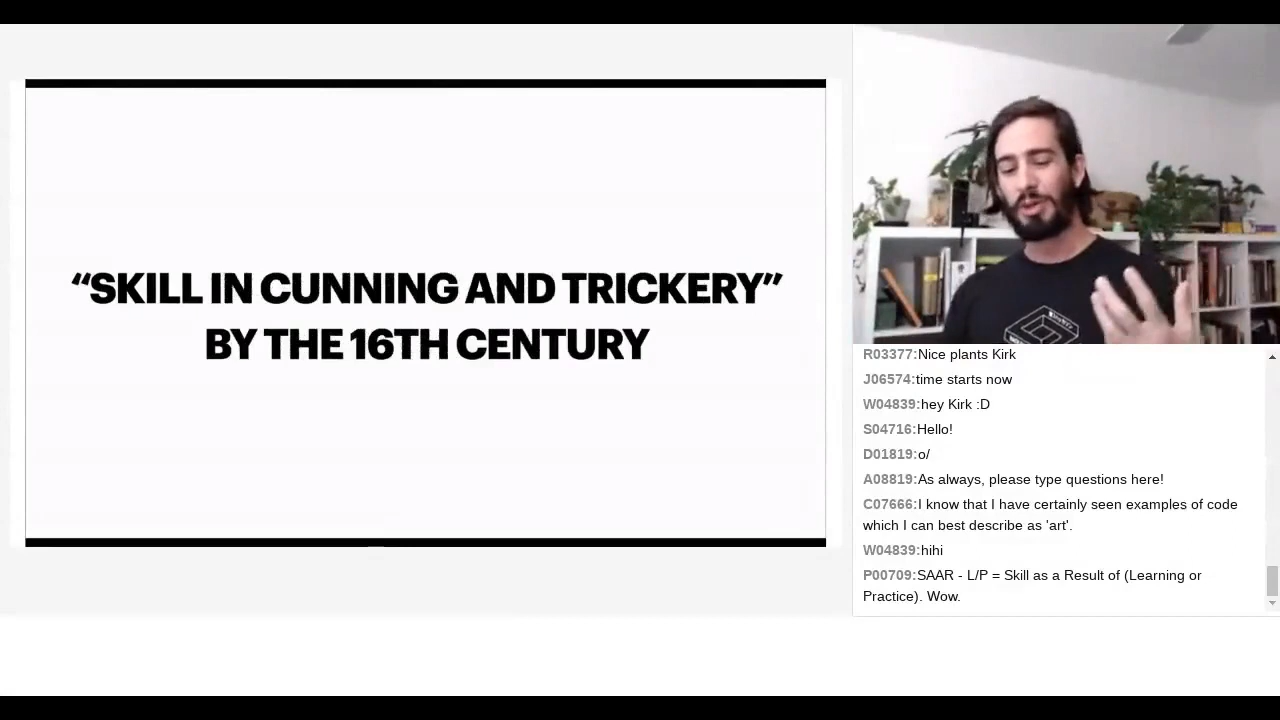 “SKILL IN CUNNING AND TRICKERY”
BY THE 16TH CENTURY
R03377:Nice plants Kirk
J06574:time starts now
W04839:hey Kirk :D
S04716:Hello!
D01819:o/
A08819:As always, please type questions here!
C07666:I know that I have certainly seen examples of code
which I can best describe as 'art'.
W04839:hihi
P00709:SAAR - L/P = Skill as a Result of (Learning or
Practice). Wow.